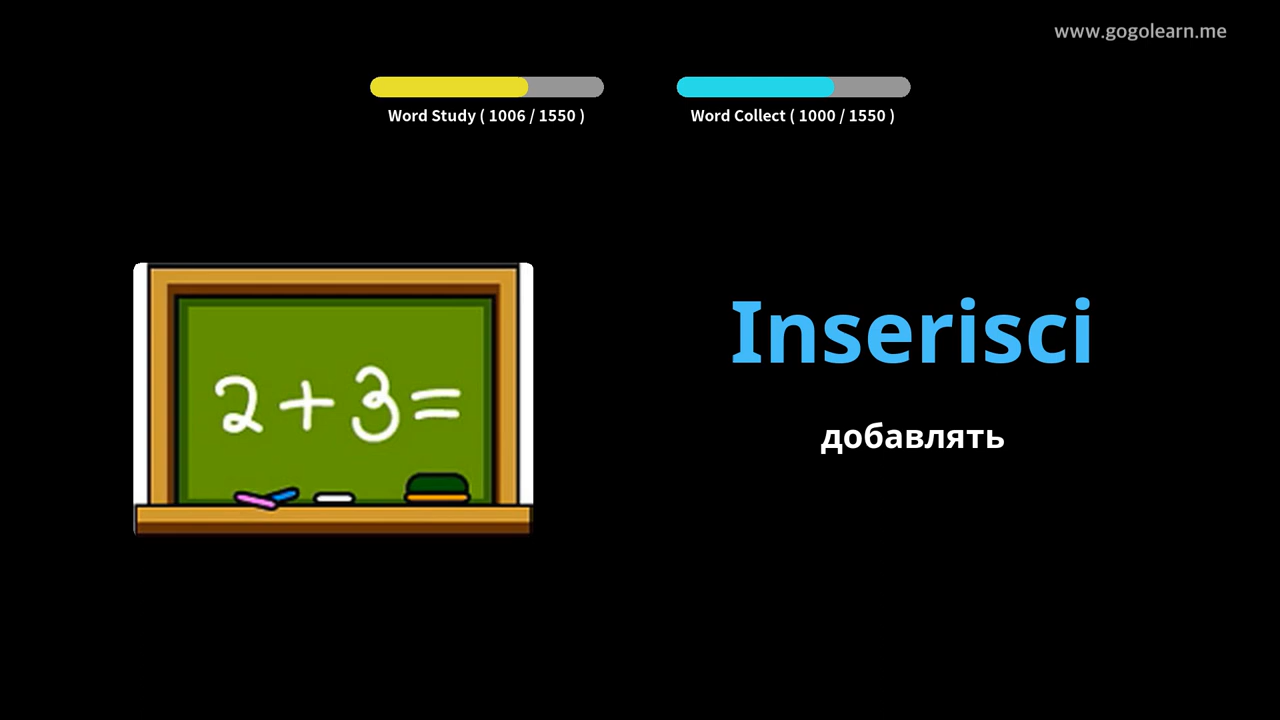 www.gogolearn.me
Word Study ( 1006 / 1550 )
Word Collect ( 1000 / 1550 )
2+3=
Inserisci
добавлять